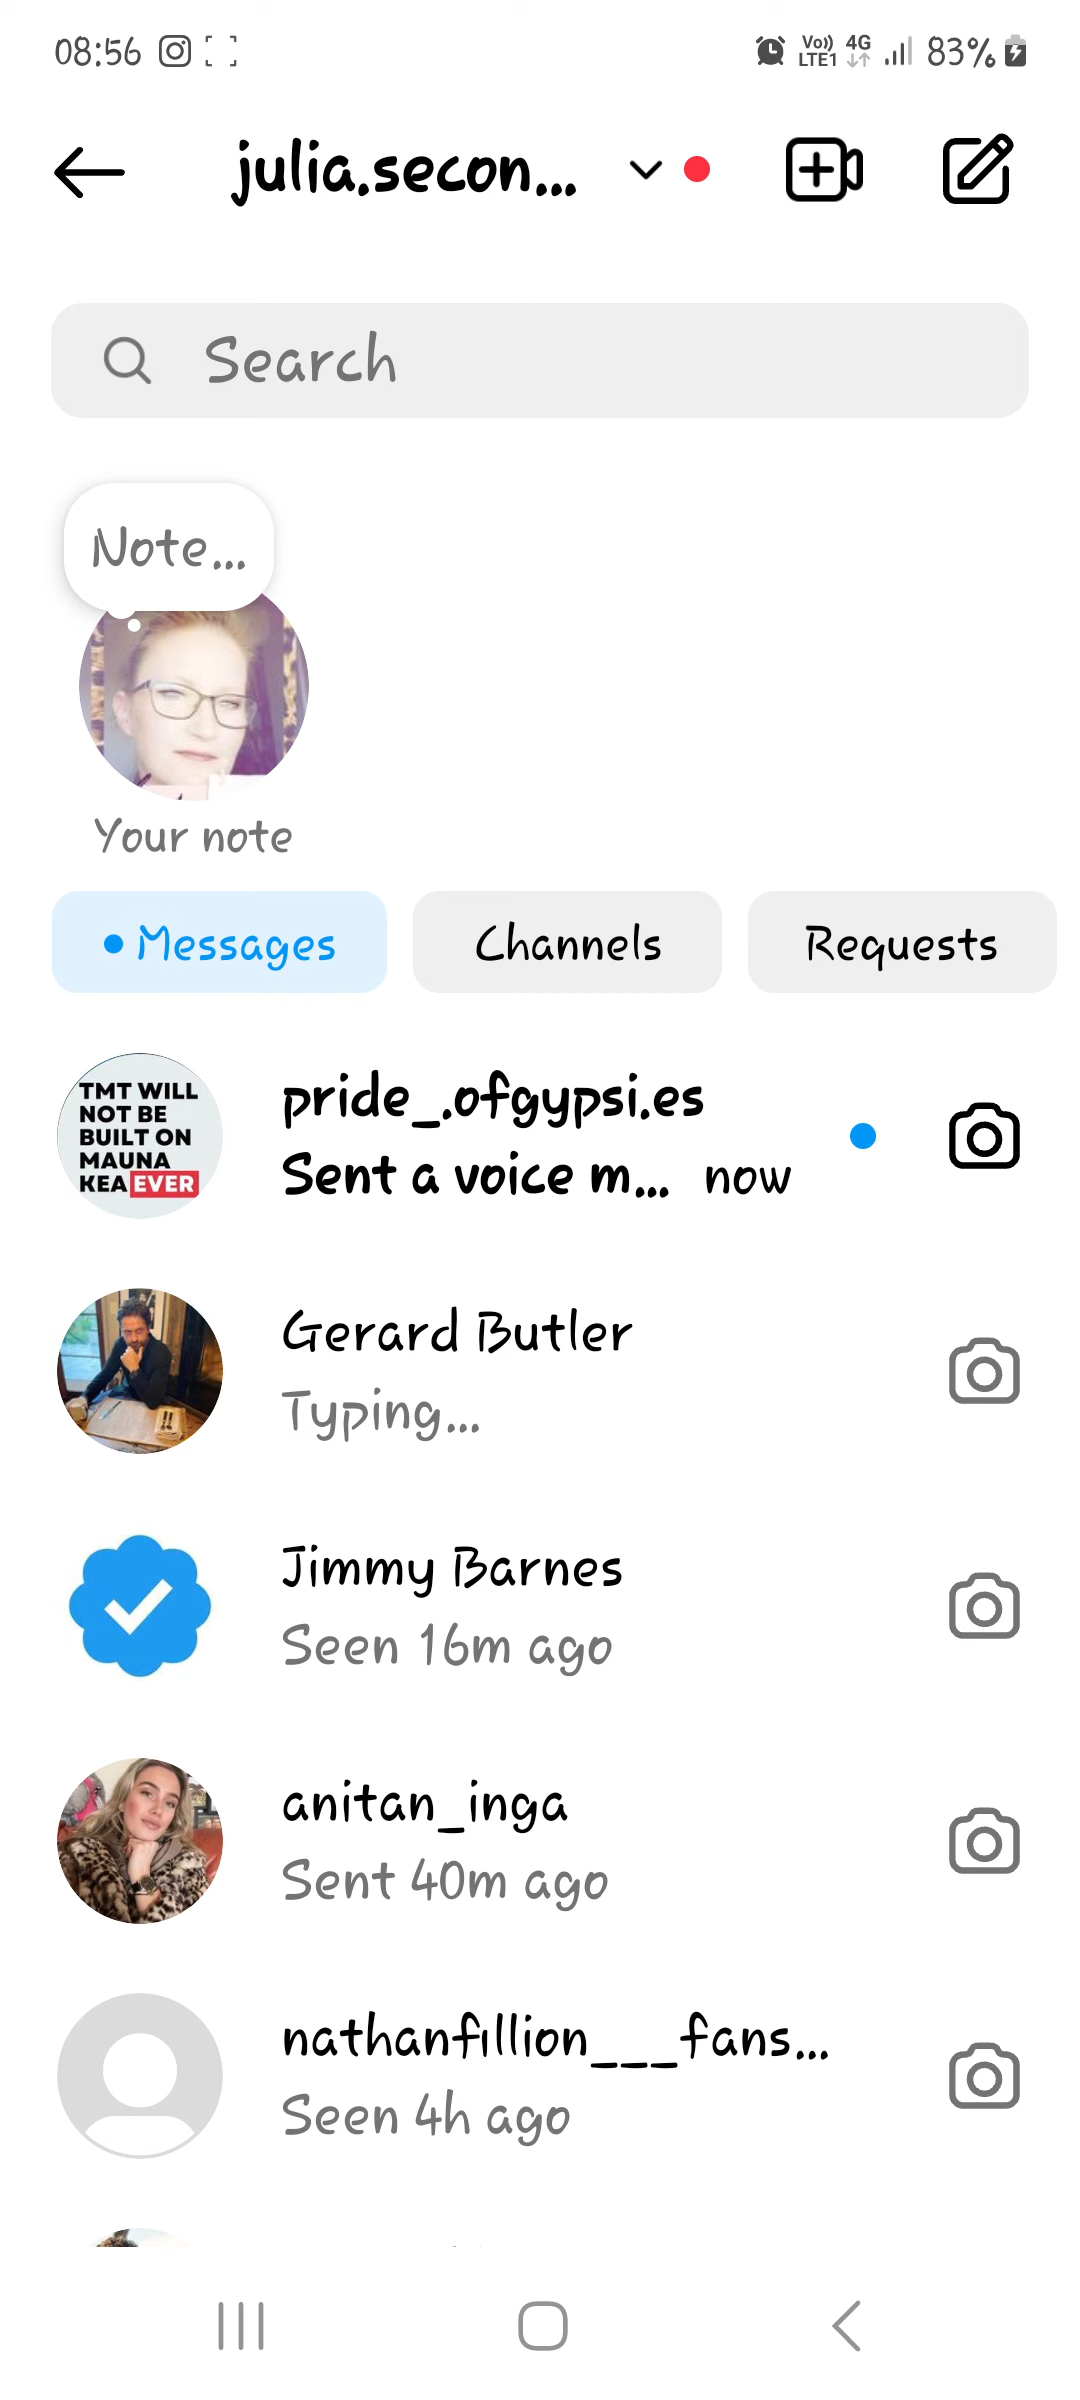 08:56 Vo)) LTE1 4G 83%
julia.secon...
Search
Note...
Your note
Messages Channels Requests
TMT WILL
NOT BE
BUILT ON
MAUNA
KEA EVER
pride_.ofgypsi.es
Sent a voice m... now
Gerard Butler
Typing...
Jimmy Barnes
Seen 16m ago
anitan_inga
Sent 40m ago
nathanfillion___fans...
Seen 4h ago